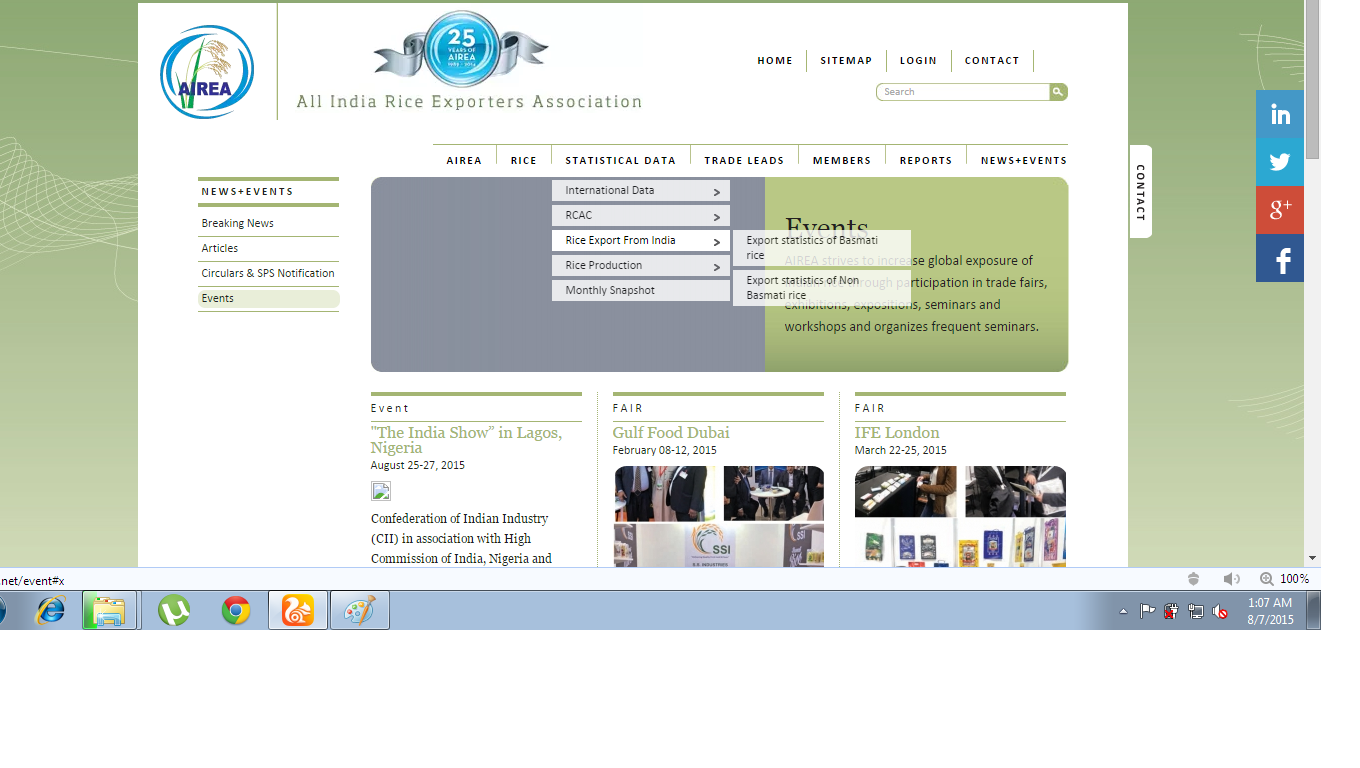 25
YEARS OF
AIREA
AIREA
All India Rice Exporters Association
HOME
SITEMAP
LOGIN
CONTACT
Search
AIREA
RICE
STATISTICAL DATA
TRADE LEADS
MEMBERS
REPORTS
NEWS+EVENTS
CONTACT
in
g+
f
NEWS+EVENTS
Breaking News
Articles
Circulars & SPS Notification
Events
International Data >
RCAC >
Rice Export From India >
Rice Production >
Monthly Snapshot
Export statistics of Basmati
rice
Export statistics of Non
Basmati rice
Events
AIREA strives to increase global exposure of
through participation in trade fairs,
exhibitions, expositions, seminars and
workshops and organizes frequent seminars.
Event
"The India Show” in Lagos,
Nigeria
August 25-27, 2015
Confederation of Indian Industry
(CII) in association with High
Commission of India, Nigeria and
FAIR
Gulf Food Dubai
February 08-12, 2015
SSI
FAIR
IFE London
March 22-25, 2015
.net/event#x
100%
1:07 AM
8/7/2015